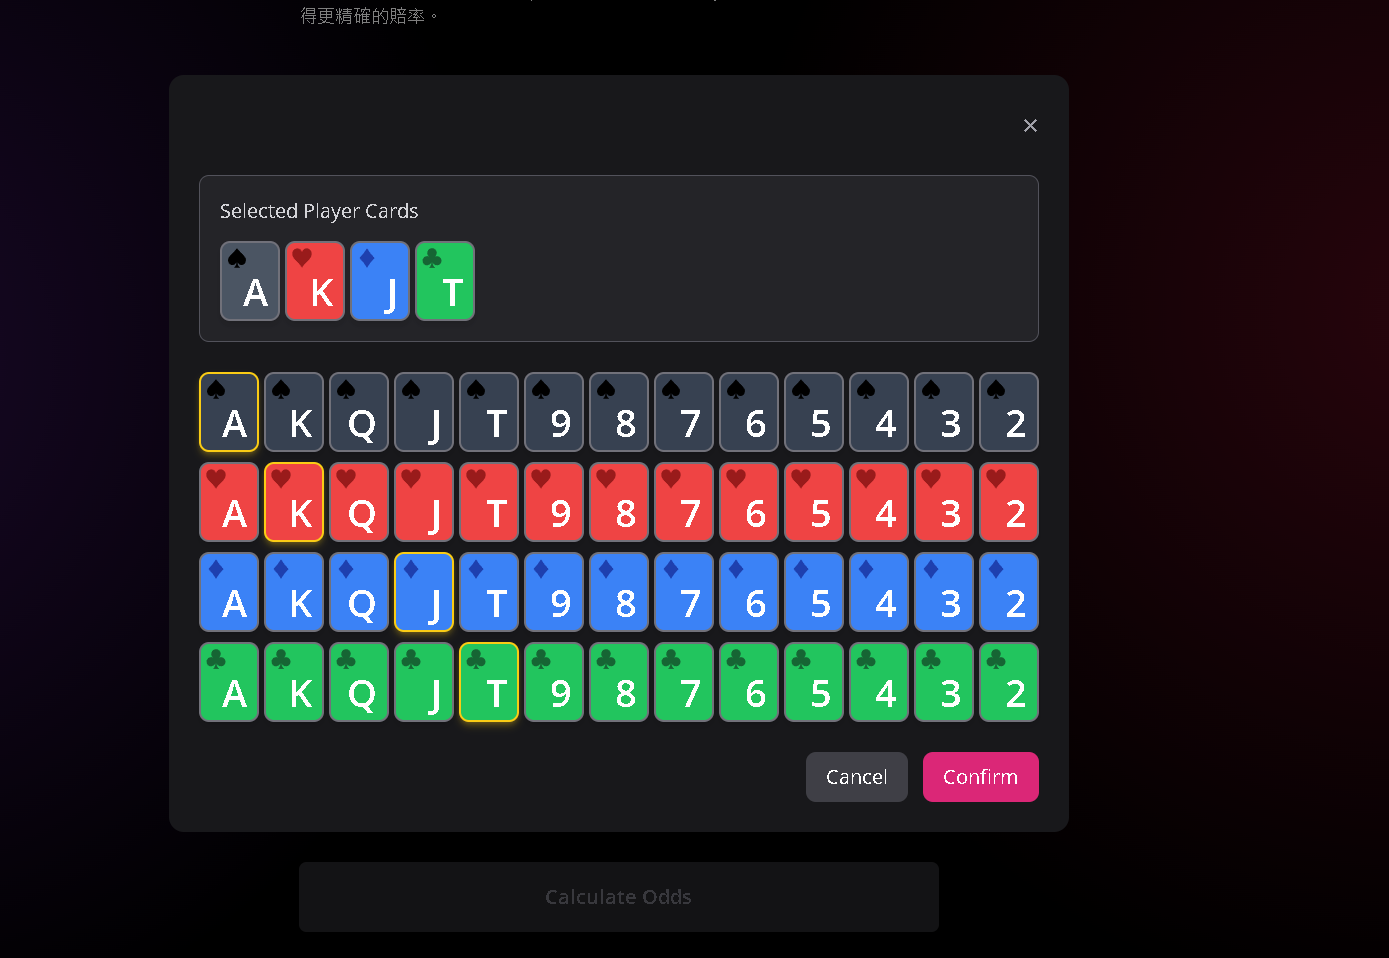 得更精確的賠率。
×
Selected Player Cards
♠ A ♥ K ♦ J ♣ T
♠ A ♠ K ♠ Q ♠ J ♠ T ♠ 9 ♠ 8 ♠ 7 ♠ 6 ♠ 5 ♠ 4 ♠ 3 ♠ 2
♥ A ♥ K ♥ Q ♥ J ♥ T ♥ 9 ♥ 8 ♥ 7 ♥ 6 ♥ 5 ♥ 4 ♥ 3 ♥ 2
♦ A ♦ K ♦ Q ♦ J ♦ T ♦ 9 ♦ 8 ♦ 7 ♦ 6 ♦ 5 ♦ 4 ♦ 3 ♦ 2
♣ A ♣ K ♣ Q ♣ J ♣ T ♣ 9 ♣ 8 ♣ 7 ♣ 6 ♣ 5 ♣ 4 ♣ 3 ♣ 2
Cancel Confirm
Calculate Odds